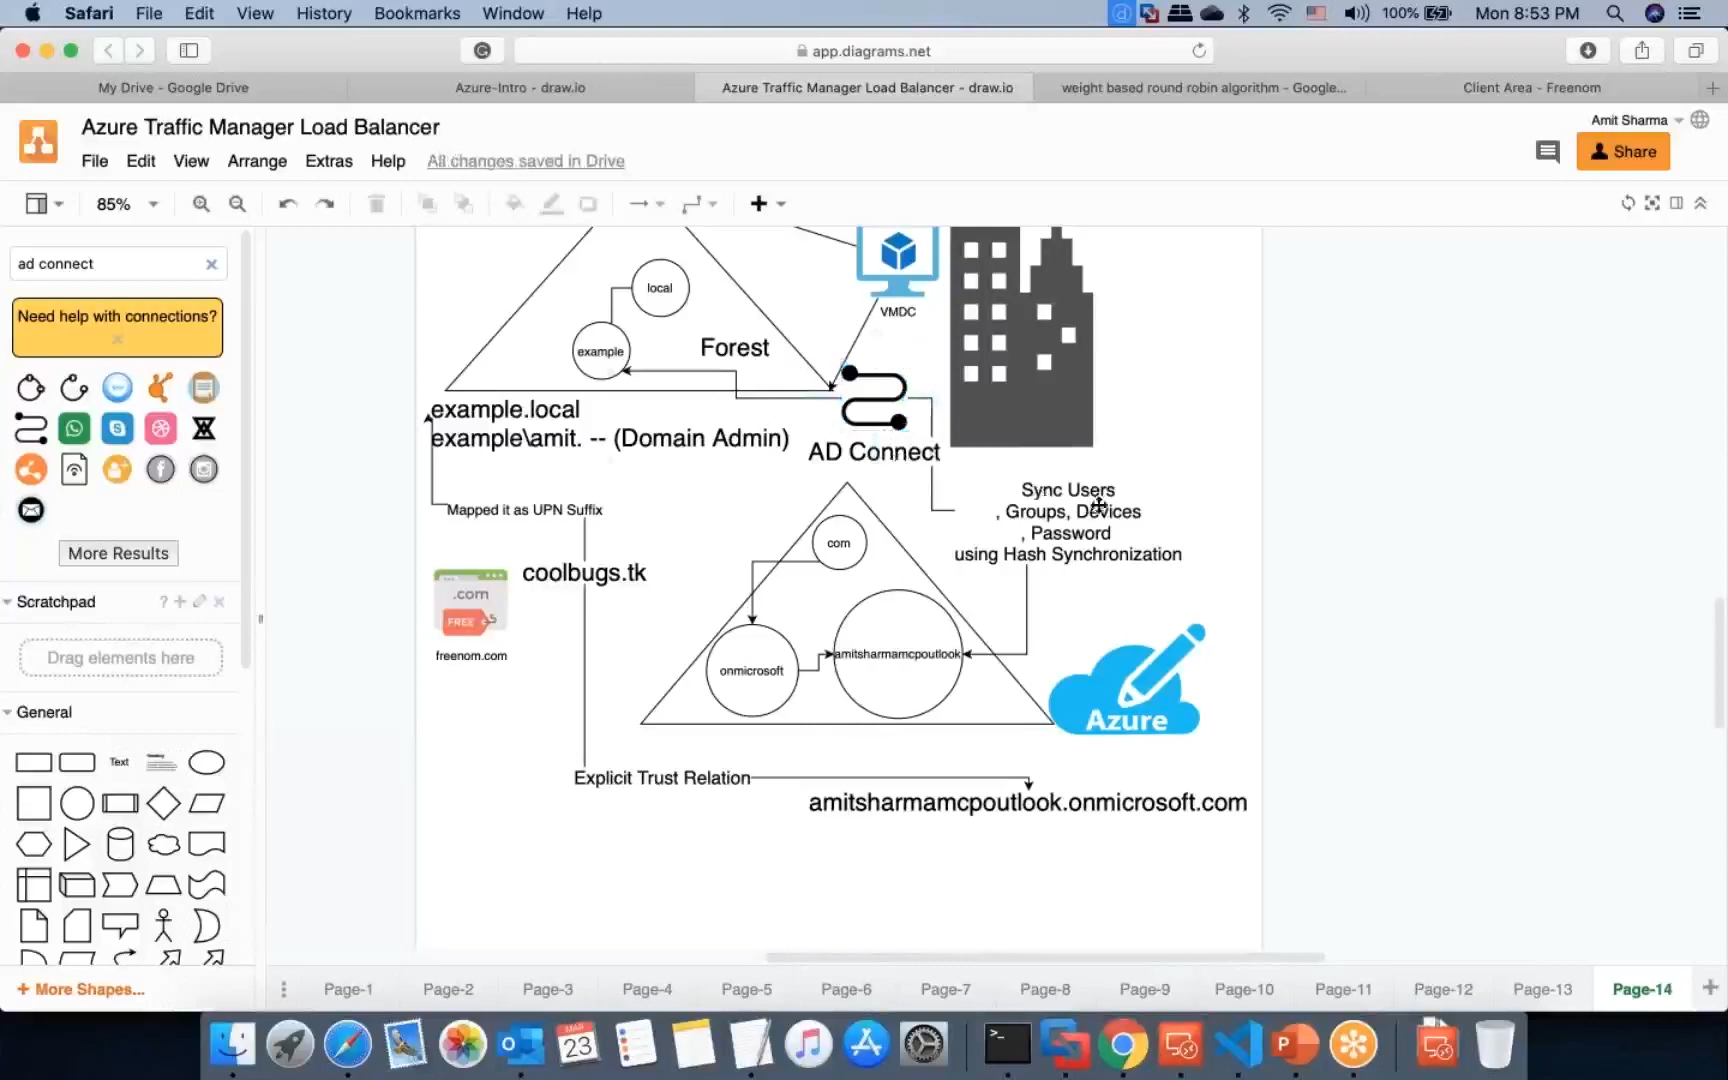 Safari File Edit View History Bookmarks Window Help
100% Mon 8:53 PM
app.diagrams.net
My Drive - Google Drive
Azure-Intro - draw.io
Azure Traffic Manager Load Balancer - draw.io
weight based round robin algorithm - Google...
Client Area - Freenom
Azure Traffic Manager Load Balancer
Amit Sharma
File Edit View Arrange Extras Help
All changes saved in Drive
Share
85%
ad connect
Need help with connections?
More Results
Scratchpad
Drag elements here
General
Text
More Shapes...
local
example
Forest
VMDC
example.local
example\amit. -- (Domain Admin)
AD Connect
Mapped it as UPN Suffix
Sync Users
, Groups, Devices
, Password
using Hash Synchronization
.com
FREE
freenom.com
coolbugs.tk
com
onmicrosoft
amitsharmamcpoutlook
Azure
Explicit Trust Relation
amitsharmamcpoutlook.onmicrosoft.com
Page-1 Page-2 Page-3 Page-4 Page-5 Page-6 Page-7 Page-8 Page-9 Page-10 Page-11 Page-12 Page-13 Page-14
MAR
23